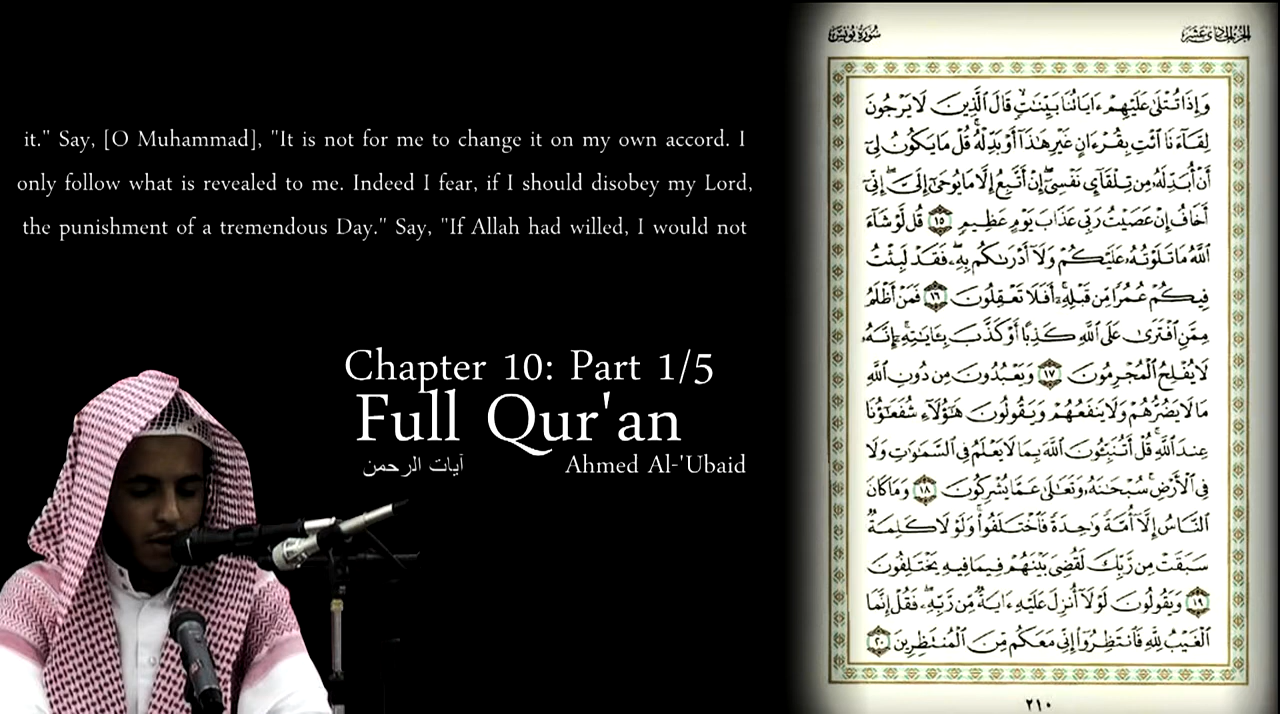 it." Say, [O Muhammad], "It is not for me to change it on my own accord. I
only follow what is revealed to me. Indeed I fear, if I should disobey my Lord,
the punishment of a tremendous Day." Say, "If Allah had willed, I would not
Chapter 10: Part 1/5
Full Qur'an
آيات الرحمن
Ahmed Al-'Ubaid
سُورَةُ يُونُسَ
الجُزْءُ الحَادِيَ عَشَرَ
وَإِذَا تُتْلَىٰ عَلَيْهِمْ ءَايَاتُنَا بَيِّنَٰتٍۙ قَالَ ٱلَّذِينَ لَا يَرْجُونَ
لِقَآءَنَا ٱئْتِ بِقُرْءَانٍ غَيْرِ هَٰذَآ أَوْ بَدِّلْهُۚ قُلْ مَا يَكُونُ لِىٓ
أَنْ أُبَدِّلَهُۥ مِن تِلْقَآئِ نَفْسِىٓۖ إِنْ أَتَّبِعُ إِلَّا مَا يُوحَىٰٓ إِلَىَّۖ إِنِّىٓ
أَخَافُ إِنْ عَصَيْتُ رَبِّى عَذَابَ يَوْمٍ عَظِيمٍ ١٥ قُل لَّوْ شَآءَ
ٱللَّهُ مَا تَلَوْتُهُۥ عَلَيْكُمْ وَلَآ أَدْرَىٰكُم بِهِۦۖ فَقَدْ لَبِثْتُ
فِيكُمْ عُمُرًا مِّن قَبْلِهِۦٓۚ أَفَلَا تَعْقِلُونَ ١٦ فَمَنْ أَظْلَمُ
مِمَّنِ ٱفْتَرَىٰ عَلَى ٱللَّهِ كَذِبًا أَوْ كَذَّبَ بِـَٔايَٰتِهِۦٓۚ إِنَّهُۥ
لَا يُفْلِحُ ٱلْمُجْرِمُونَ ١٧ وَيَعْبُدُونَ مِن دُونِ ٱللَّهِ
مَا لَا يَضُرُّهُمْ وَلَا يَنفَعُهُمْ وَيَقُولُونَ هَٰٓؤُلَآءِ شُفَعَٰٓؤُنَا
عِندَ ٱللَّهِۚ قُلْ أَتُنَبِّـُٔونَ ٱللَّهَ بِمَا لَا يَعْلَمُ فِى ٱلسَّمَٰوَٰتِ وَلَا
فِى ٱلْأَرْضِۚ سُبْحَٰنَهُۥ وَتَعَٰلَىٰ عَمَّا يُشْرِكُونَ ١٨ وَمَا كَانَ
ٱلنَّاسُ إِلَّآ أُمَّةً وَٰحِدَةً فَٱخْتَلَفُوا۟ۚ وَلَوْلَا كَلِمَةٌ
سَبَقَتْ مِن رَّبِّكَ لَقُضِىَ بَيْنَهُمْ فِيمَا فِيهِ يَخْتَلِفُونَ
١٩ وَيَقُولُونَ لَوْلَآ أُنزِلَ عَلَيْهِ ءَايَةٌ مِّن رَّبِّهِۦۖ فَقُلْ إِنَّمَا
ٱلْغَيْبُ لِلَّهِ فَٱنتَظِرُوٓا۟ إِنِّى مَعَكُم مِّنَ ٱلْمُنتَظِرِينَ ٢٠
٢١٠